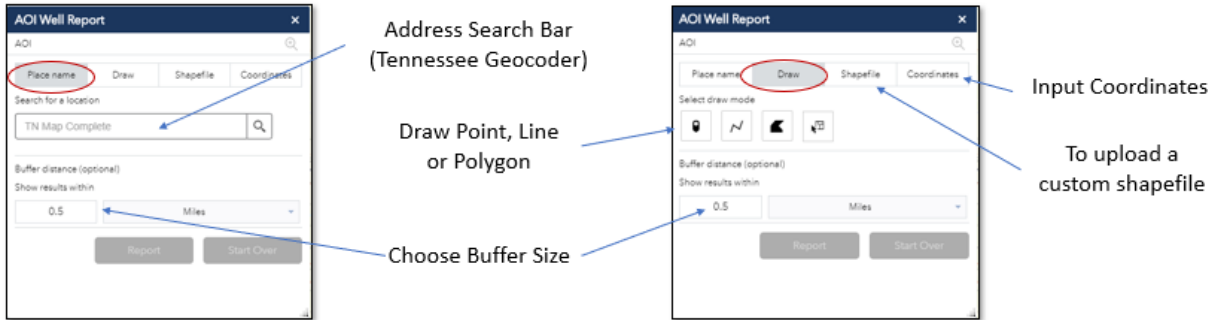 AOI Well Report ×
AOI
Place name Draw Shapefile Coordinates
Search for a location
TN Map Complete
Buffer distance (optional)
Show results within
0.5 Miles
Report Start Over
Address Search Bar
(Tennessee Geocoder)
Draw Point, Line
or Polygon
Choose Buffer Size
AOI Well Report ×
AOI
Place name Draw Shapefile Coordinates
Select draw mode
Buffer distance (optional)
Show results within
0.5 Miles
Report Start Over
Input Coordinates
To upload a
custom shapefile